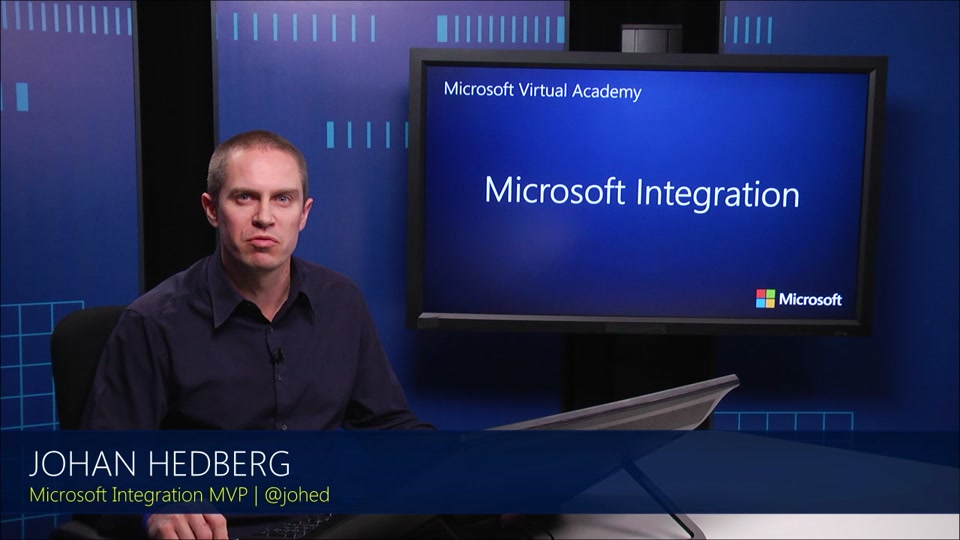 Microsoft Virtual Academy
Microsoft Integration
Microsoft
JOHAN HEDBERG
Microsoft Integration MVP | @johed